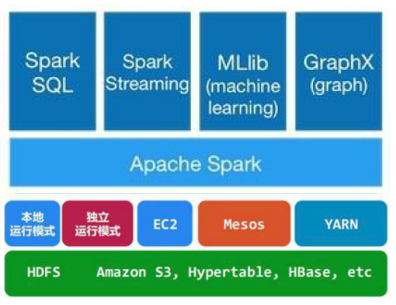 Spark
SQL
Spark
Streaming
MLlib
(machine
learning)
GraphX
(graph)
Apache Spark
本地
运行模式
独立
运行模式
EC2
Mesos
YARN
HDFS Amazon S3, Hypertable, HBase, etc